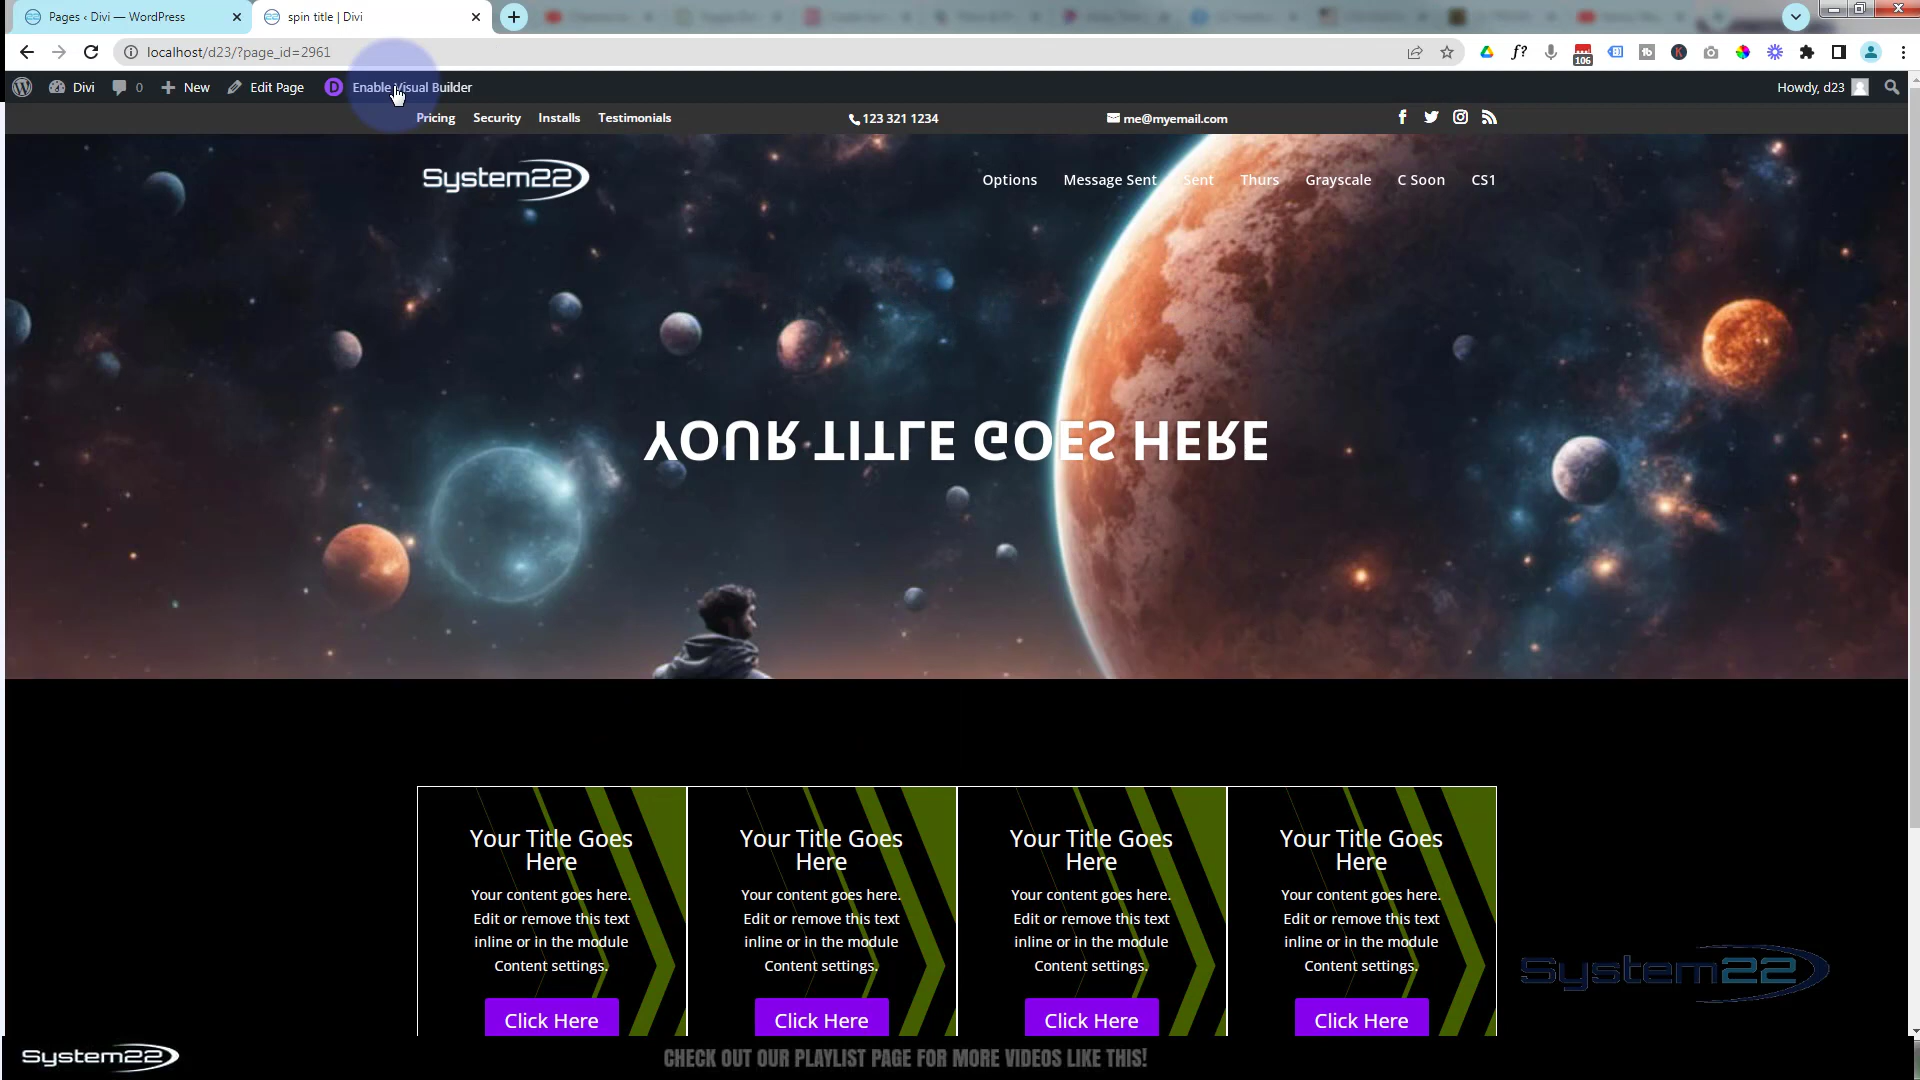 Pages ‹ Divi — WordPress
spin title | Divi
localhost/d23/?page_id=2961
106
Divi
0
New
Edit Page
D
Enable Visual Builder
Howdy, d23
Pricing
Security
Installs
Testimonials
123 321 1234
me@myemail.com
System22
Options
Message Sent
Sent
Thurs
Grayscale
C Soon
CS1
YOUR TITLE GOES HERE
Your Title Goes
Here
Your content goes here.
Edit or remove this text
inline or in the module
Content settings.
Click Here
Your Title Goes
Here
Your content goes here.
Edit or remove this text
inline or in the module
Content settings.
Click Here
Your Title Goes
Here
Your content goes here.
Edit or remove this text
inline or in the module
Content settings.
Click Here
Your Title Goes
Here
Your content goes here.
Edit or remove this text
inline or in the module
Content settings.
Click Here
System22
System22
CHECK OUT OUR PLAYLIST PAGE FOR MORE VIDEOS LIKE THIS!